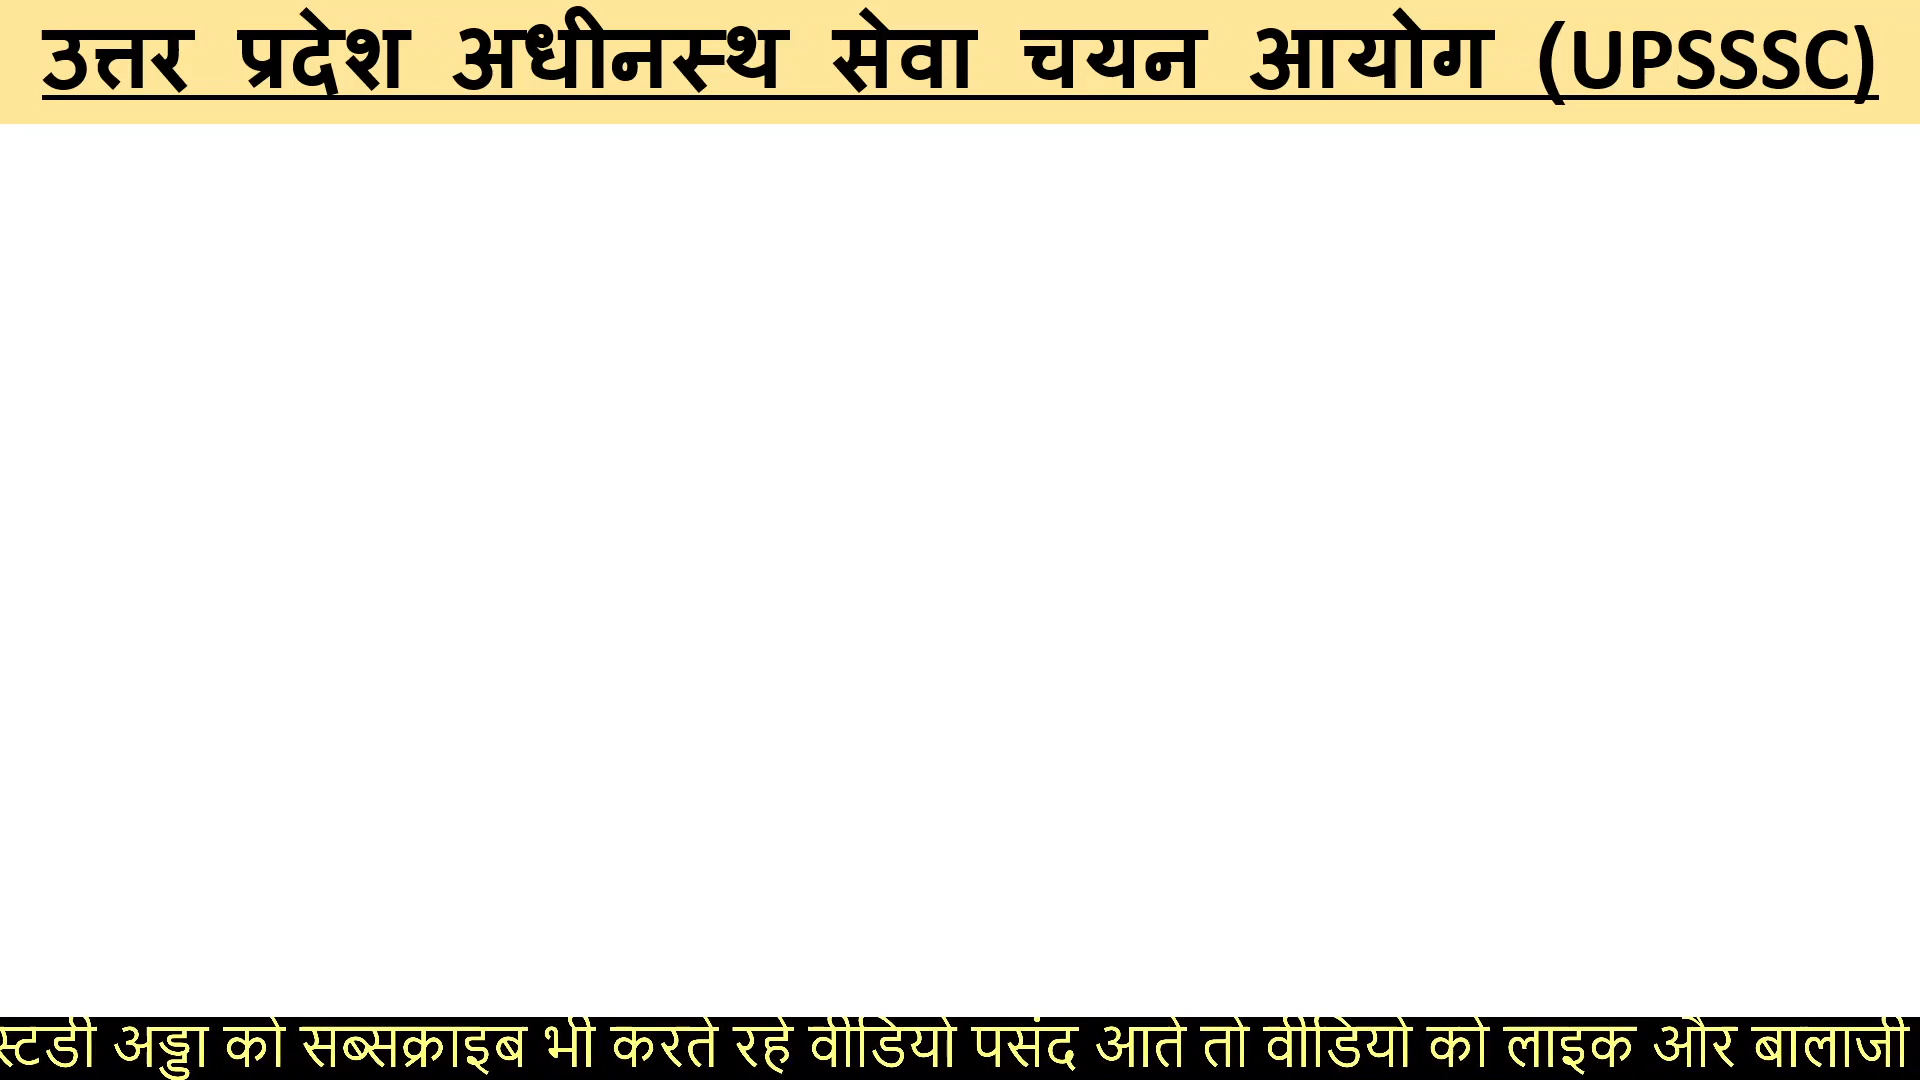 उत्तर प्रदेश अधीनस्थ सेवा चयन आयोग (UPSSSC)
स्टडी अड्डा को सब्सक्राइब भी करते रहे वीडियो पसंद आते तो वीडियो को लाइक और बालाजी